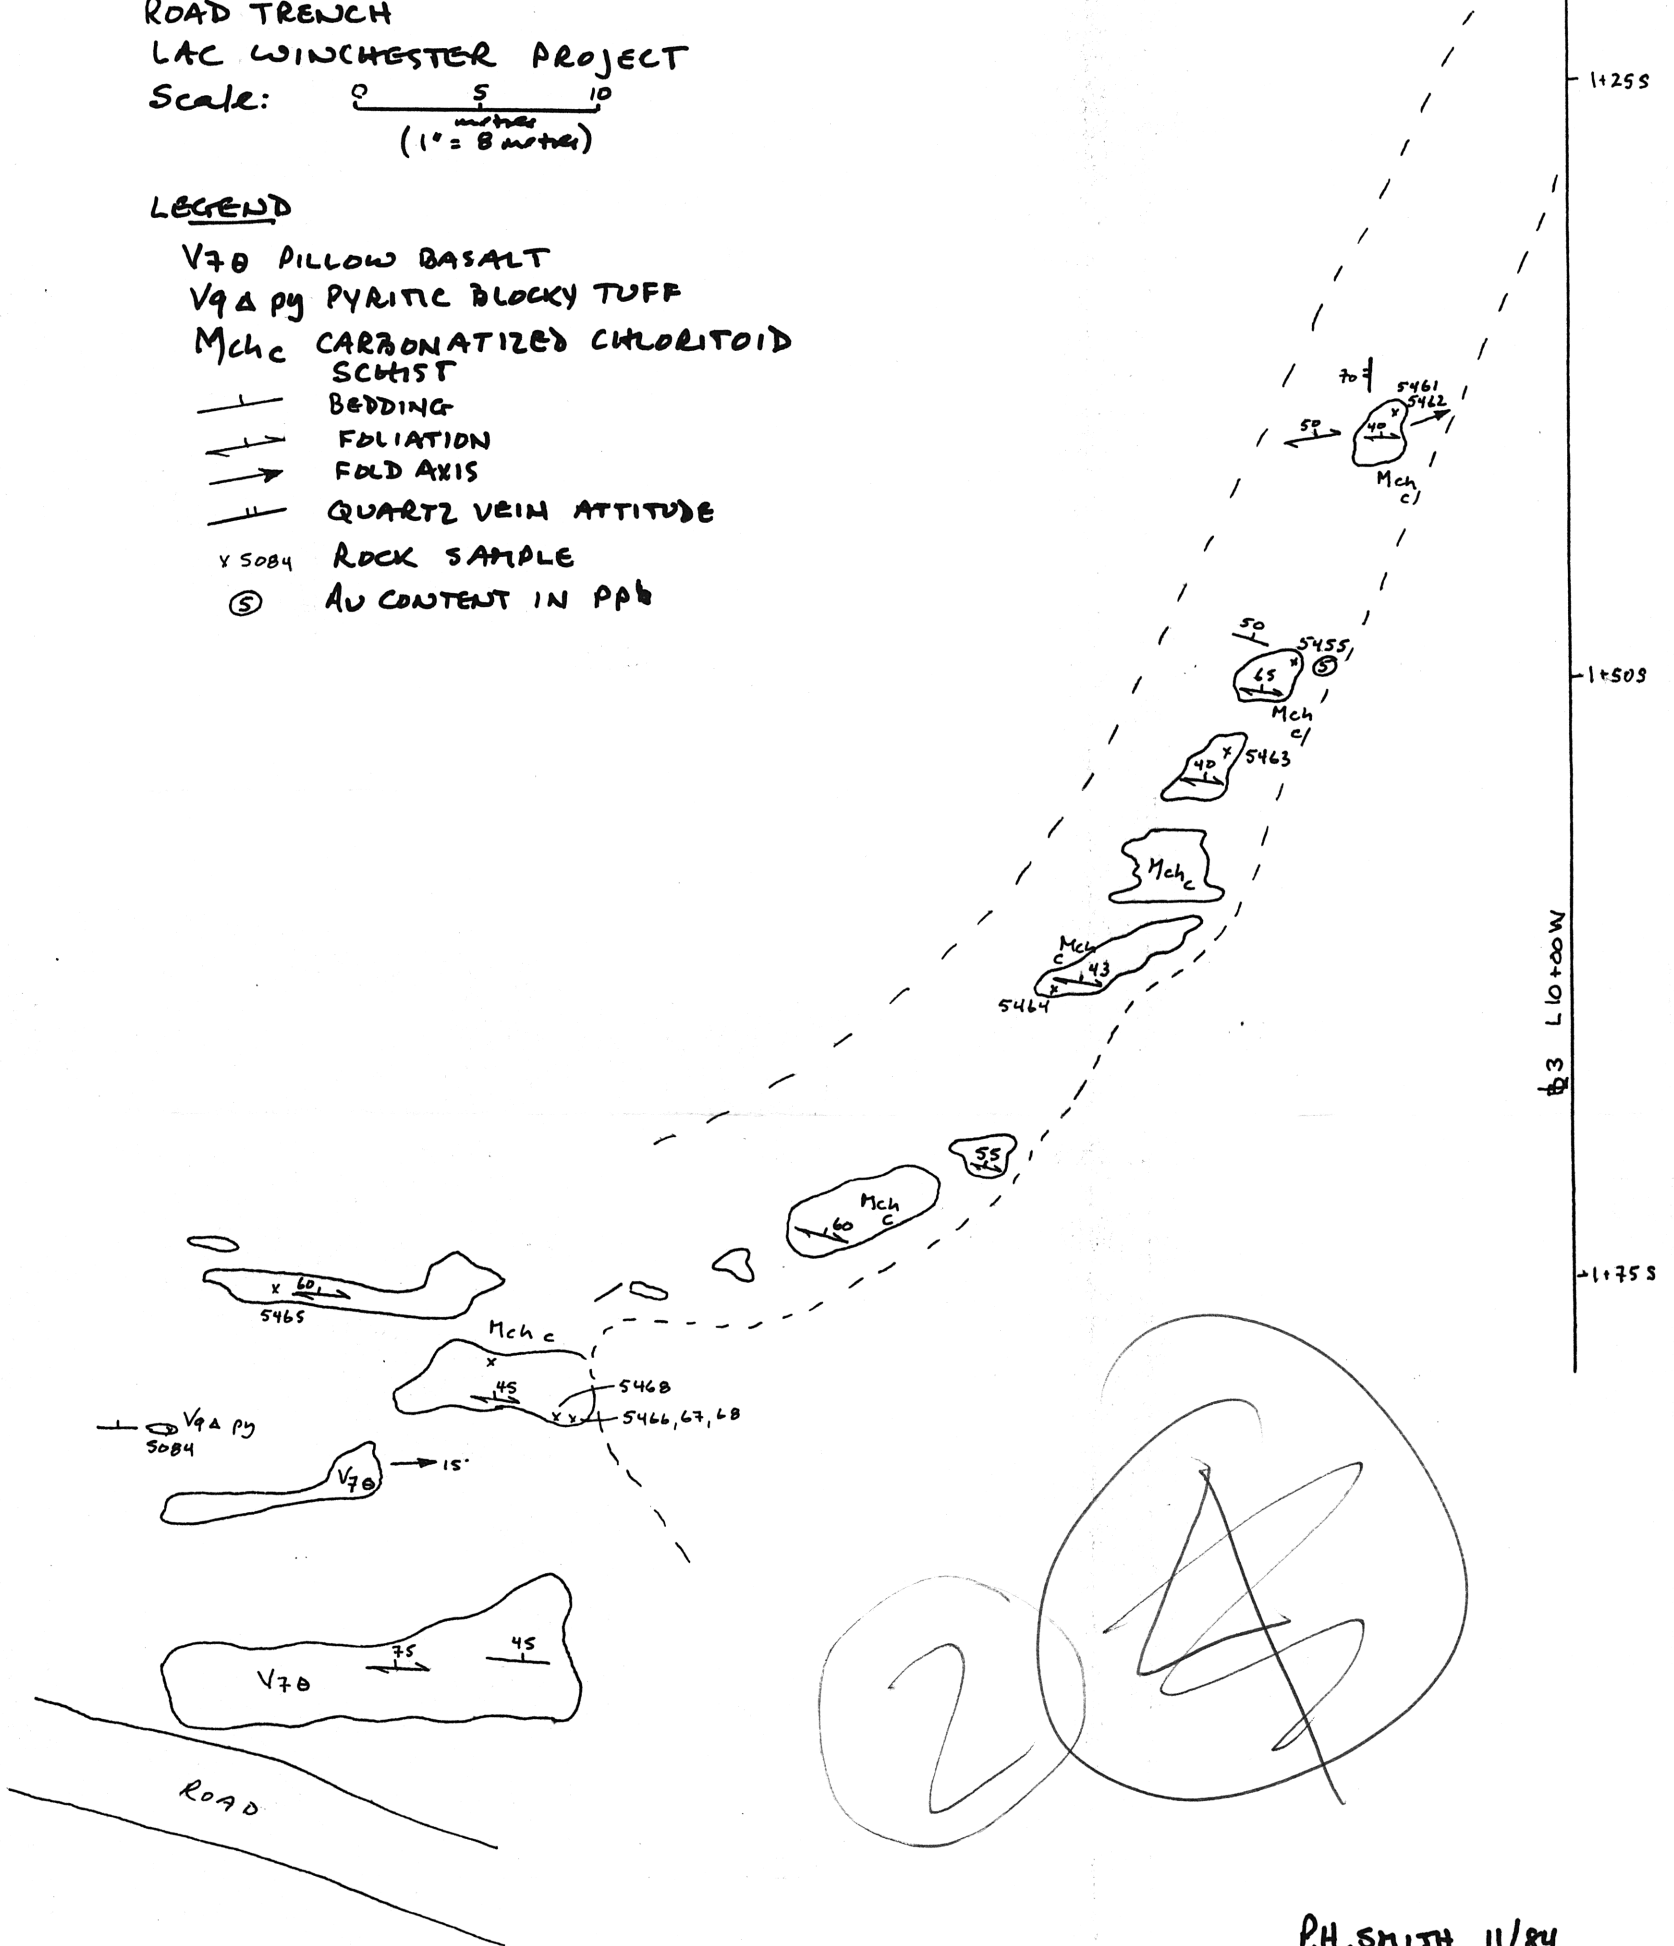 ROAD TRENCH
LAC WINCHESTER PROJECT
Scale:
0 5 10
metres
(1" = 8 metres)
LEGEND
V7θ PILLOW BASALT
V9Δ py PYRITIC BLOCKY TUFF
Mch c CARBONATIZED CHLORITOID
SCHIST
BEDDING
FOLIATION
FOLD AXIS
QUARTZ VEIN ATTITUDE
x 5084 ROCK SAMPLE
5 AU CONTENT IN PPb
1+25S
70
5461
5462
50
40
Mch
c
50
5455
5
65
1+50S
Mch
c
5463
40
Mch c
Mch
c
43
5464
L10+00W
55
Mch
c
60
1+75S
60
5465
Mch c
45
5468
5466,67,68
V9Δ py
5084
15°
V7θ
75
45
V7θ
ROAD
2
4
P.H. SMITH 11/84